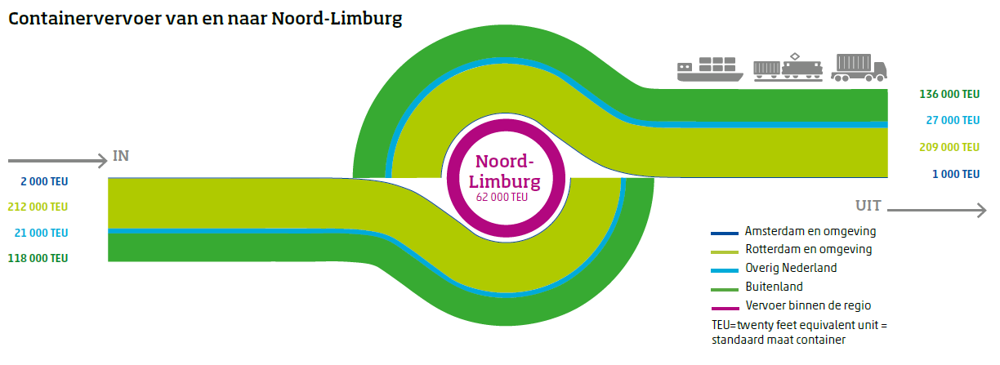 Containervervoer van en naar Noord-Limburg
IN
2 000 TEU
212 000 TEU
21 000 TEU
118 000 TEU
Noord-
Limburg
62 000 TEU
136 000 TEU
27 000 TEU
209 000 TEU
1 000 TEU
UIT
Amsterdam en omgeving
Rotterdam en omgeving
Overig Nederland
Buitenland
Vervoer binnen de regio
TEU=twenty feet equivalent unit =
standaard maat container